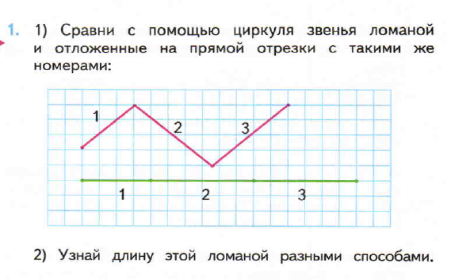 1. 1) Сравни с помощью циркуля звенья ломаной
и отложенные на прямой отрезки с такими же
номерами:
1 2 3
1 2 3
2) Узнай длину этой ломаной разными способами.